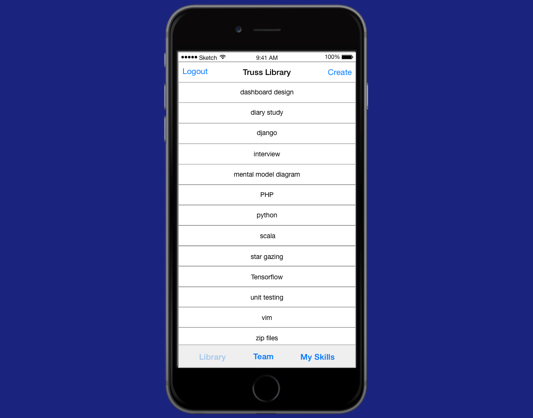 Sketch 9:41 AM 100%
Logout Truss Library Create
dashboard design
diary study
django
interview
mental model diagram
PHP
python
scala
star gazing
Tensorflow
unit testing
vim
zip files
Library Team My Skills